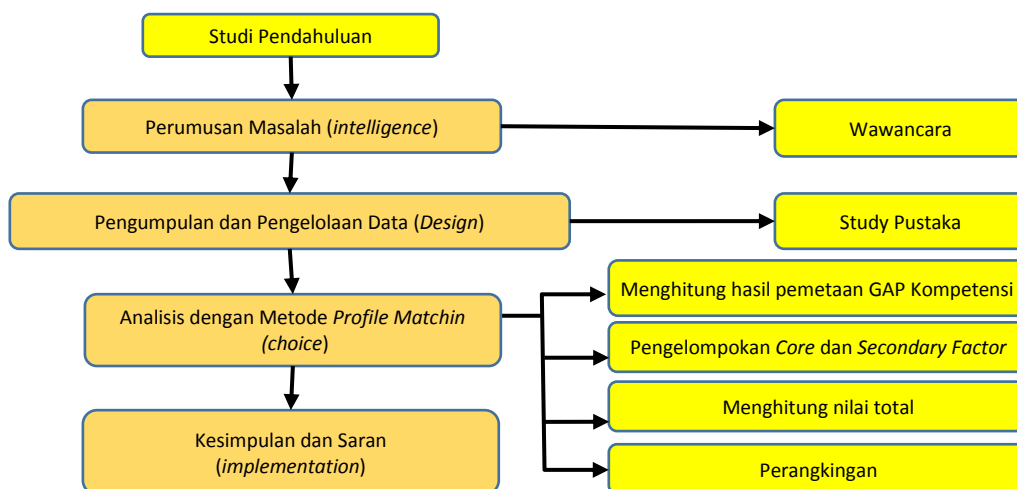 Studi Pendahuluan
Perumusan Masalah (intelligence)
Wawancara
Pengumpulan dan Pengelolaan Data (Design)
Study Pustaka
Analisis dengan Metode Profile Matchin
(choice)
Menghitung hasil pemetaan GAP Kompetensi
Pengelompokan Core dan Secondary Factor
Menghitung nilai total
Perangkingan
Kesimpulan dan Saran
(implementation)